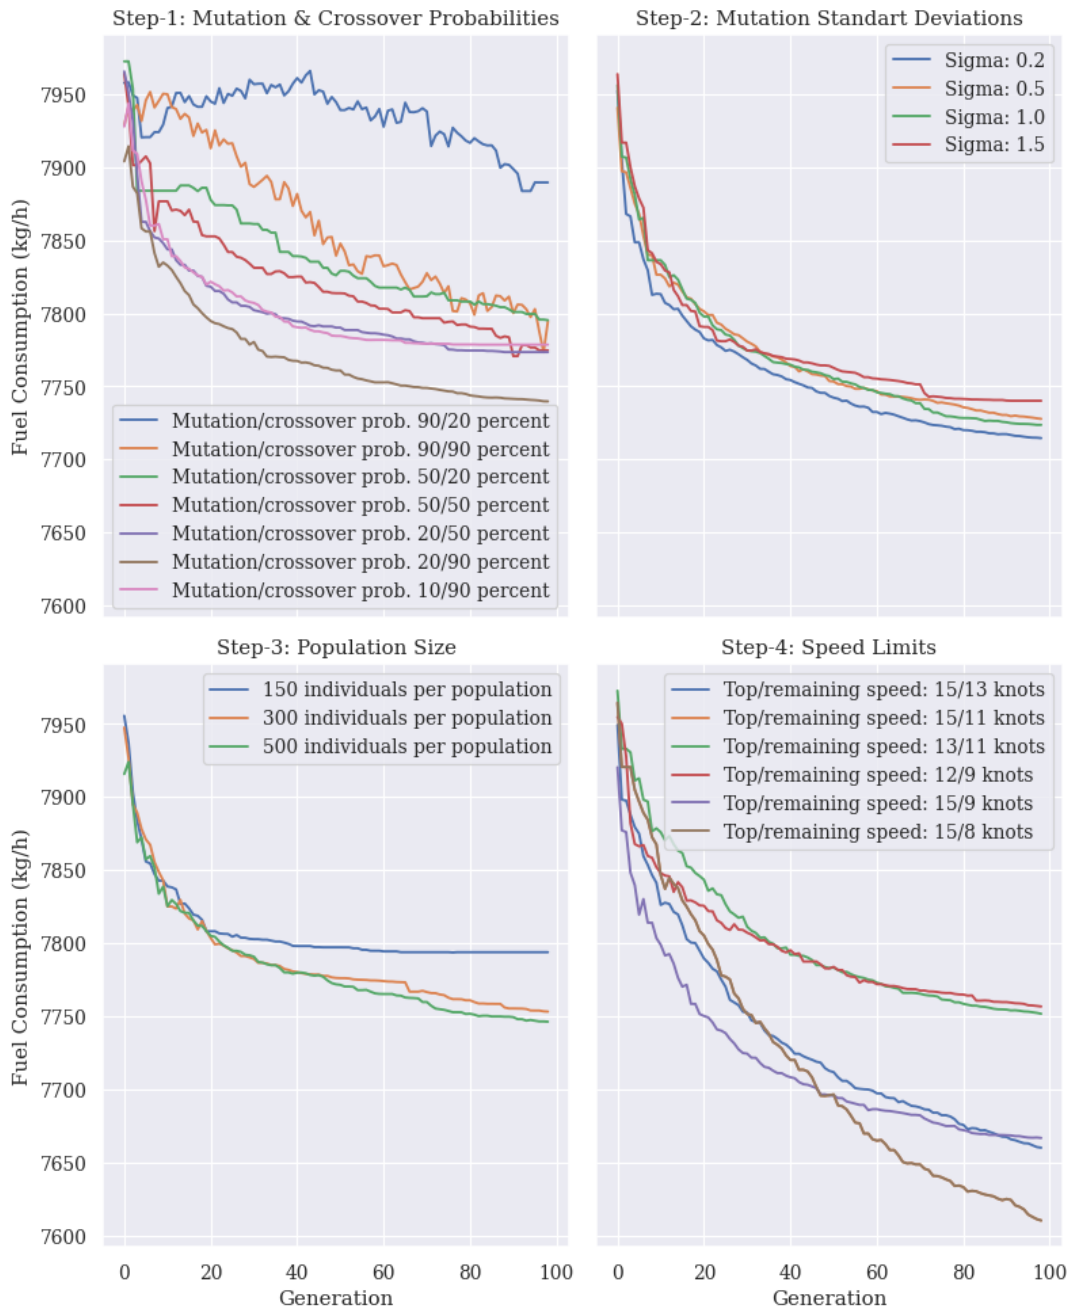 Step-1: Mutation & Crossover Probabilities
Step-2: Mutation Standart Deviations
Fuel Consumption (kg/h)
7950
7900
7850
7800
7750
7700
7650
7600
Mutation/crossover prob. 90/20 percent
Mutation/crossover prob. 90/90 percent
Mutation/crossover prob. 50/20 percent
Mutation/crossover prob. 50/50 percent
Mutation/crossover prob. 20/50 percent
Mutation/crossover prob. 20/90 percent
Mutation/crossover prob. 10/90 percent
Sigma: 0.2
Sigma: 0.5
Sigma: 1.0
Sigma: 1.5
Step-3: Population Size
Step-4: Speed Limits
Fuel Consumption (kg/h)
7950
7900
7850
7800
7750
7700
7650
7600
150 individuals per population
300 individuals per population
500 individuals per population
Top/remaining speed: 15/13 knots
Top/remaining speed: 15/11 knots
Top/remaining speed: 13/11 knots
Top/remaining speed: 12/9 knots
Top/remaining speed: 15/9 knots
Top/remaining speed: 15/8 knots
0 20 40 60 80 100
0 20 40 60 80 100
Generation
Generation